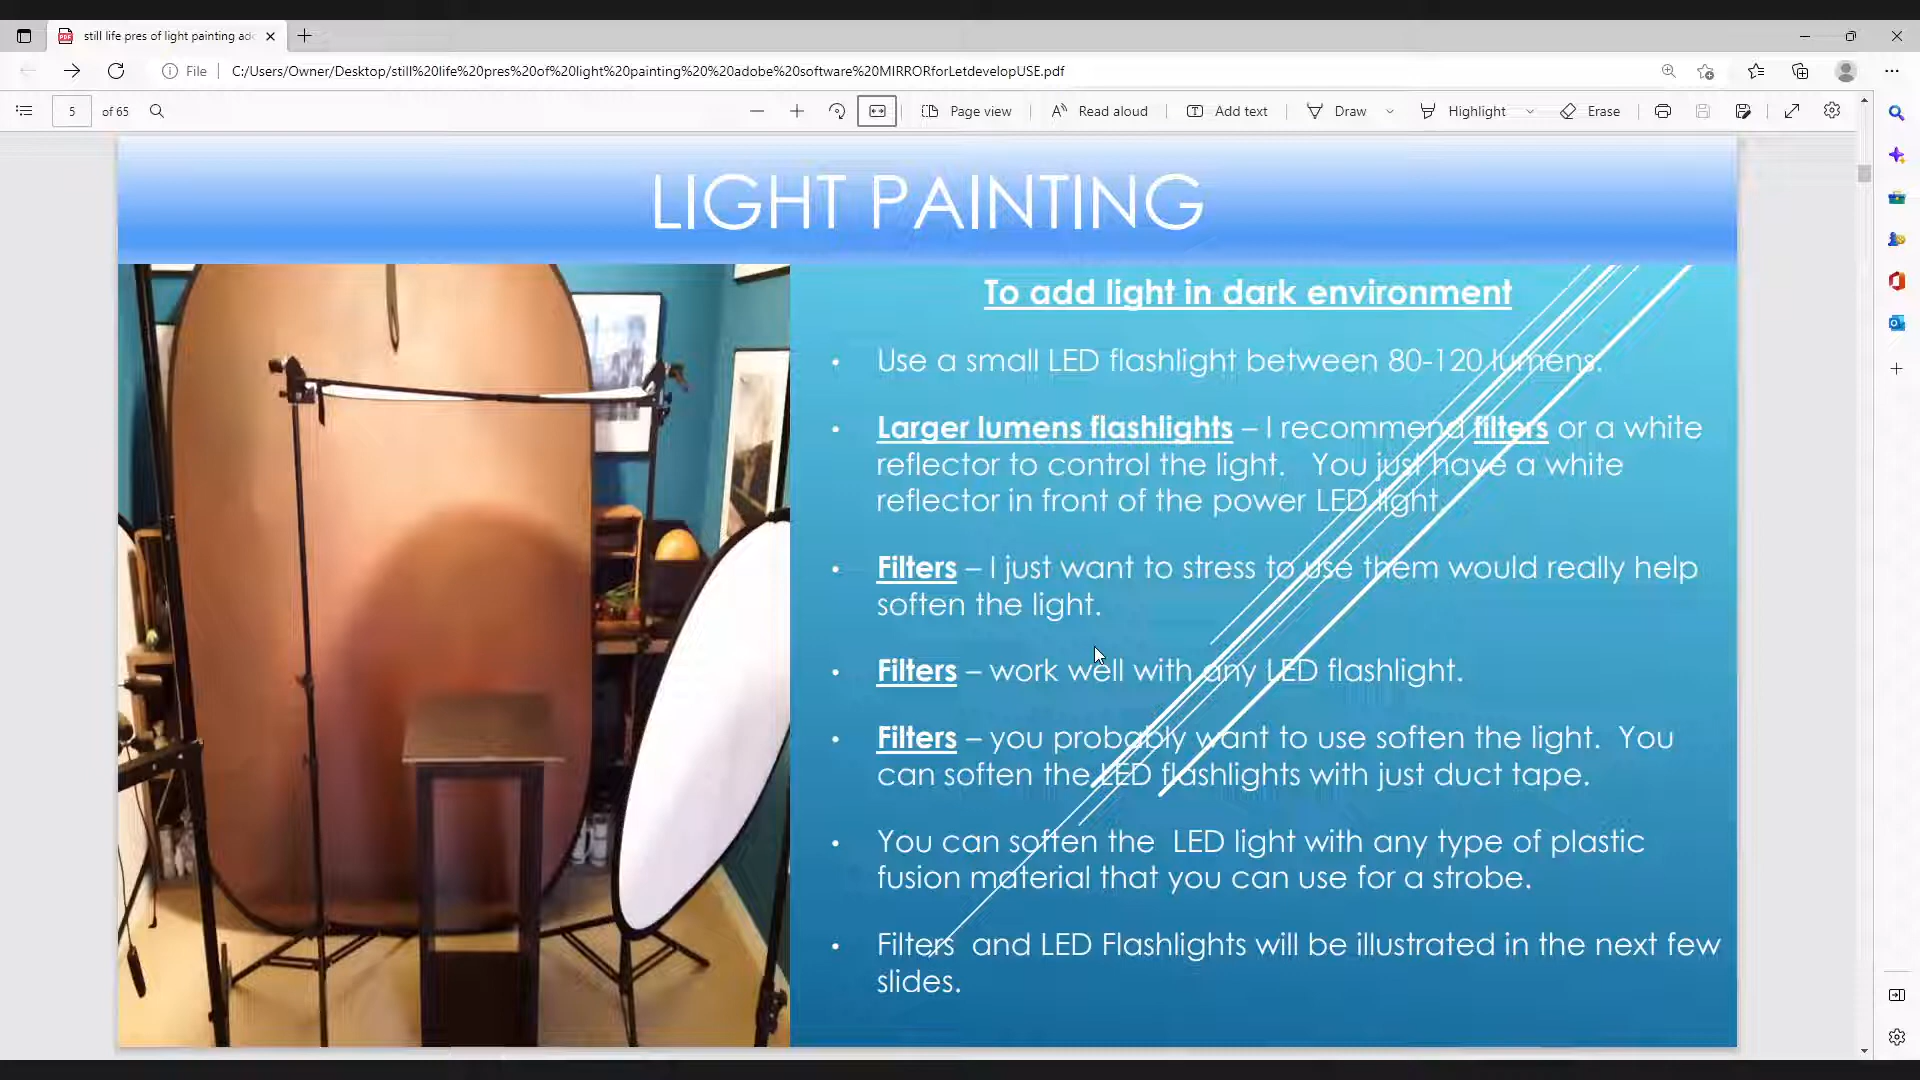 still life pres of light painting ad
File
C:/Users/Owner/Desktop/still%20life%20pres%20of%20light%20painting%20%20adobe%20software%20MIRRORforLetdevelopUSE.pdf
5 of 65
Page view
Read aloud
Add text
Draw
Highlight
Erase
LIGHT PAINTING
To add light in dark environment
• Use a small LED flashlight between 80-120 lumens.
• Larger lumens flashlights – I recommend filters or a white
reflector to control the light. You just have a white
reflector in front of the power LED light.
• Filters – I just want to stress to use them would really help
soften the light.
• Filters – work well with any LED flashlight.
• Filters – you probably want to use soften the light. You
can soften the LED flashlights with just duct tape.
• You can soften the LED light with any type of plastic
fusion material that you can use for a strobe.
• Filters and LED Flashlights will be illustrated in the next few
slides.